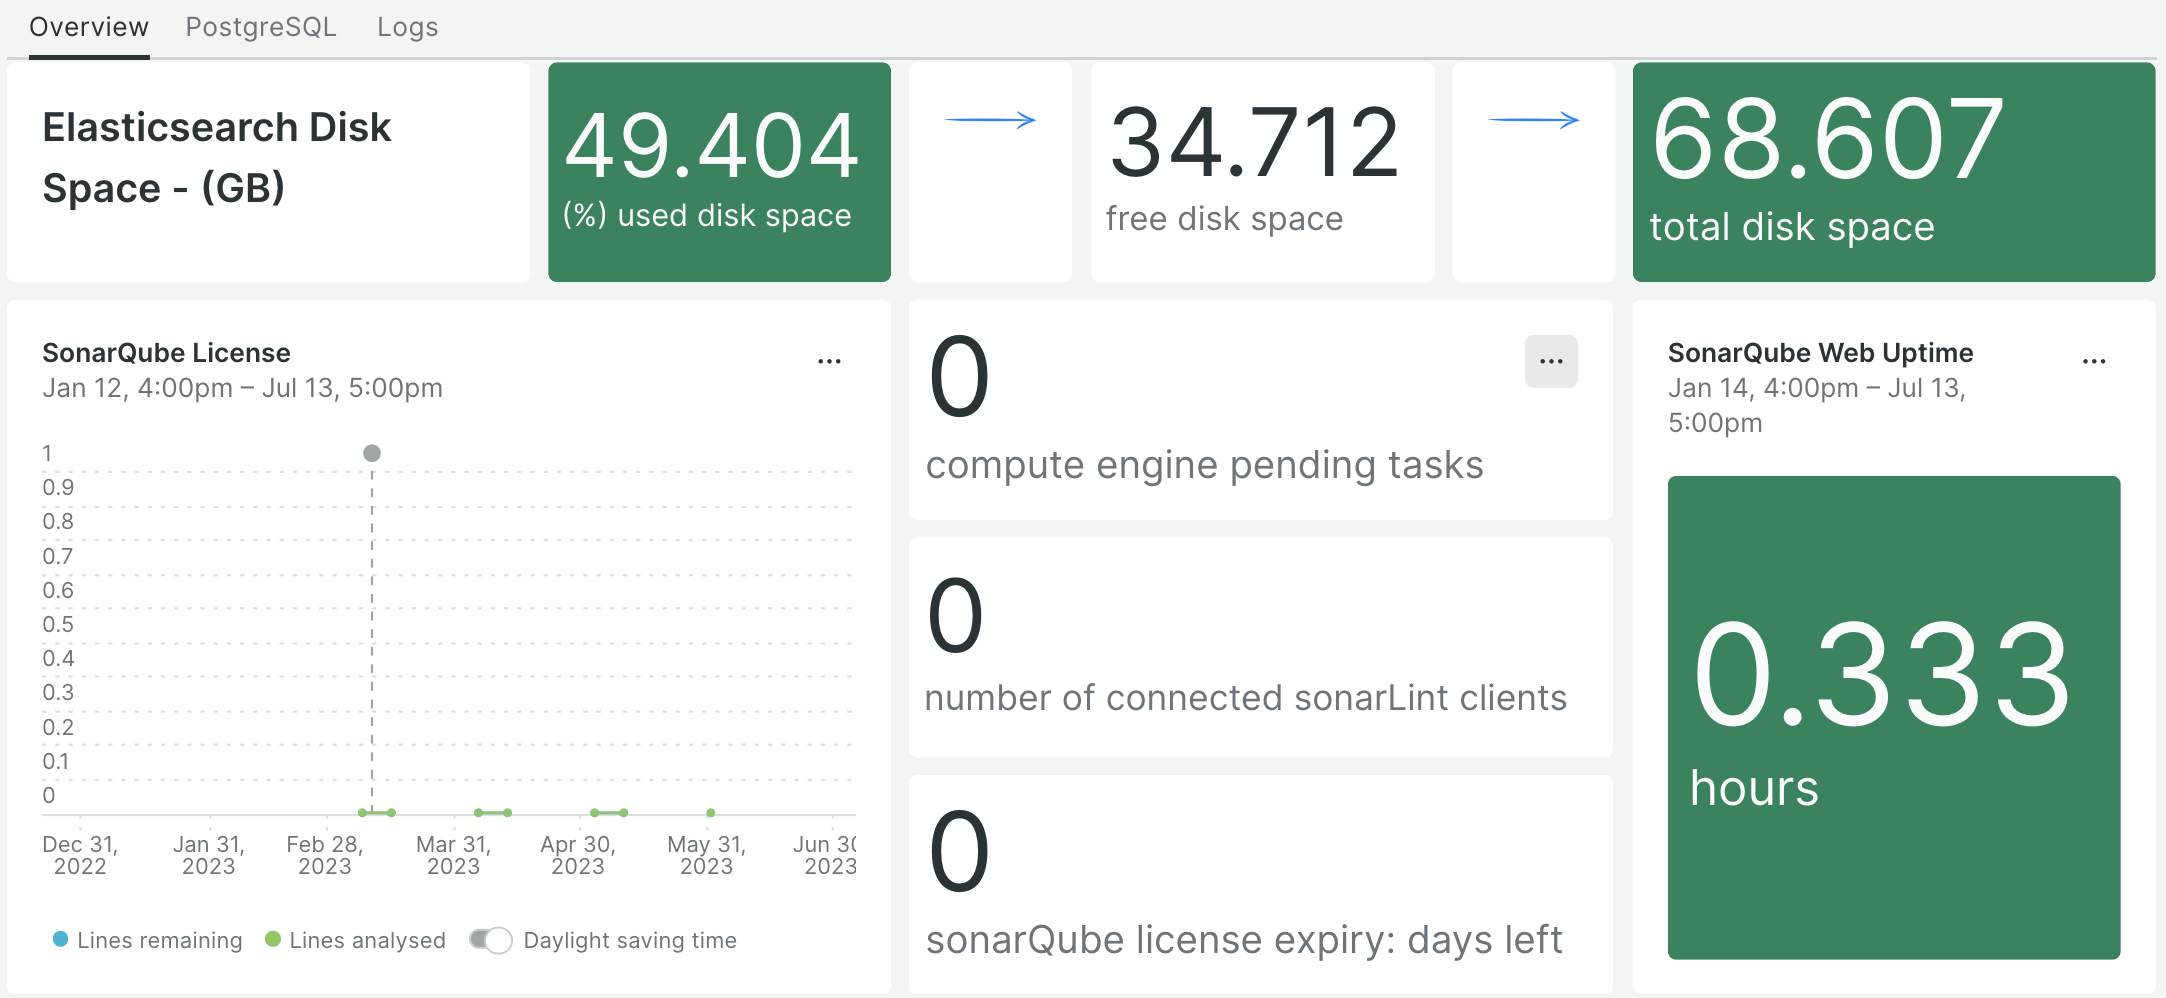 Overview PostgreSQL Logs
Elasticsearch Disk
Space - (GB)
49.404
(%) used disk space
34.712
free disk space
68.607
total disk space
SonarQube License
Jan 12, 4:00pm – Jul 13, 5:00pm
1
0.9
0.8
0.7
0.6
0.5
0.4
0.3
0.2
0.1
0
Dec 31, Jan 31, Feb 28, Mar 31, Apr 30, May 31, Jun 30
2022 2023 2023 2023 2023 2023 2023
Lines remaining Lines analysed Daylight saving time
0
compute engine pending tasks
0
number of connected sonarLint clients
0
sonarQube license expiry: days left
SonarQube Web Uptime
Jan 14, 4:00pm – Jul 13,
5:00pm
0.333
hours